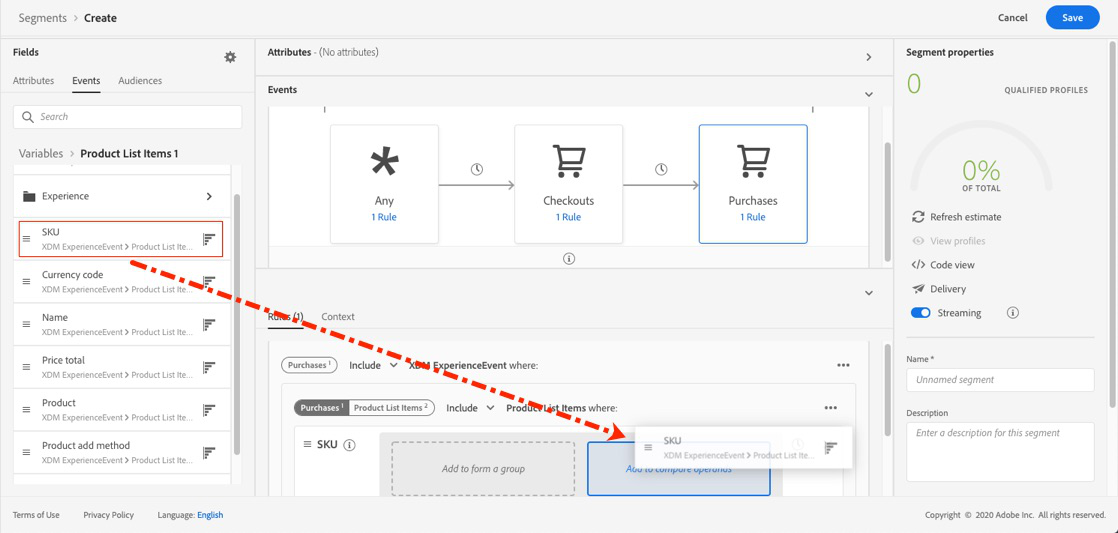 Segments > Create
Cancel
Save
Fields
Attributes Events Audiences
Search
Variables > Product List Items 1
Experience
SKU
XDM ExperienceEvent > Product List Ite...
Currency code
XDM ExperienceEvent > Product List Ite...
Name
XDM ExperienceEvent > Product List Ite...
Price total
XDM ExperienceEvent > Product List Ite...
Product
XDM ExperienceEvent > Product List Ite...
Product add method
XDM ExperienceEvent > Product List Ite...
Attributes - (No attributes)
Events
Any
1 Rule
Checkouts
1 Rule
Purchases
1 Rule
Rules (1) Context
Purchases 1 Include XDM ExperienceEvent where:
Purchases 1 Product List Items 2 Include Product List Items where:
SKU
Add to form a group
Add to compare operands
SKU
XDM ExperienceEvent > Product List Ite...
Segment properties
0
QUALIFIED PROFILES
0%
OF TOTAL
Refresh estimate
View profiles
</> Code view
Delivery
Streaming
Name *
Unnamed segment
Description
Enter a description for this segment
Terms of Use Privacy Policy Language: English
Copyright © 2020 Adobe Inc. All rights reserved.